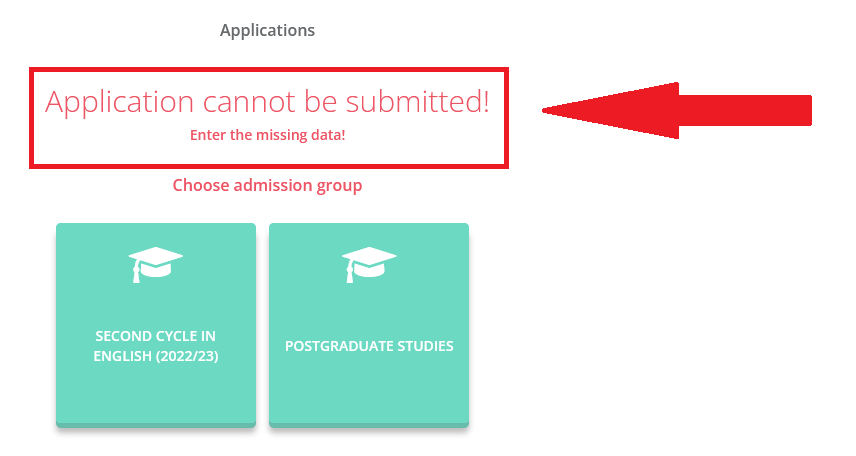 Applications
Application cannot be submitted!
Enter the missing data!
Choose admission group
SECOND CYCLE IN
ENGLISH (2022/23)
POSTGRADUATE STUDIES